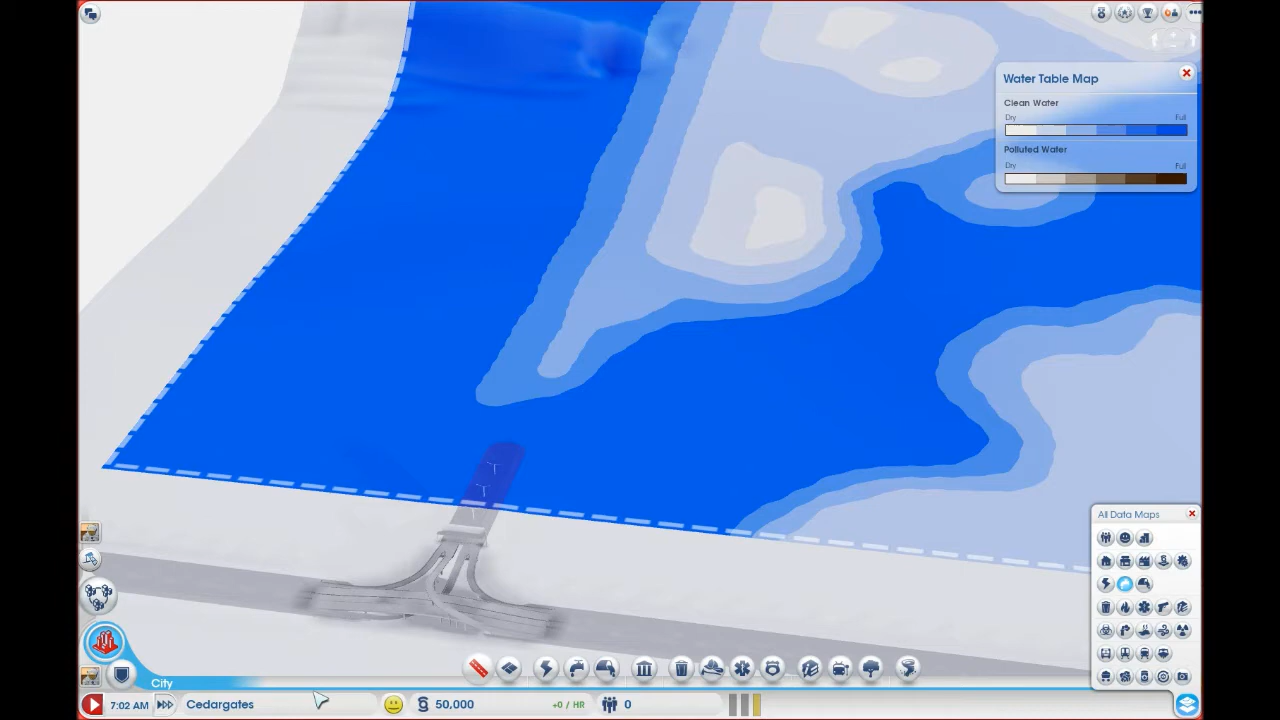 Water Table Map
Clean Water
Dry Full
Polluted Water
Dry Full
All Data Maps
City
7:02 AM
Cedargates
50,000
+0 / HR
0